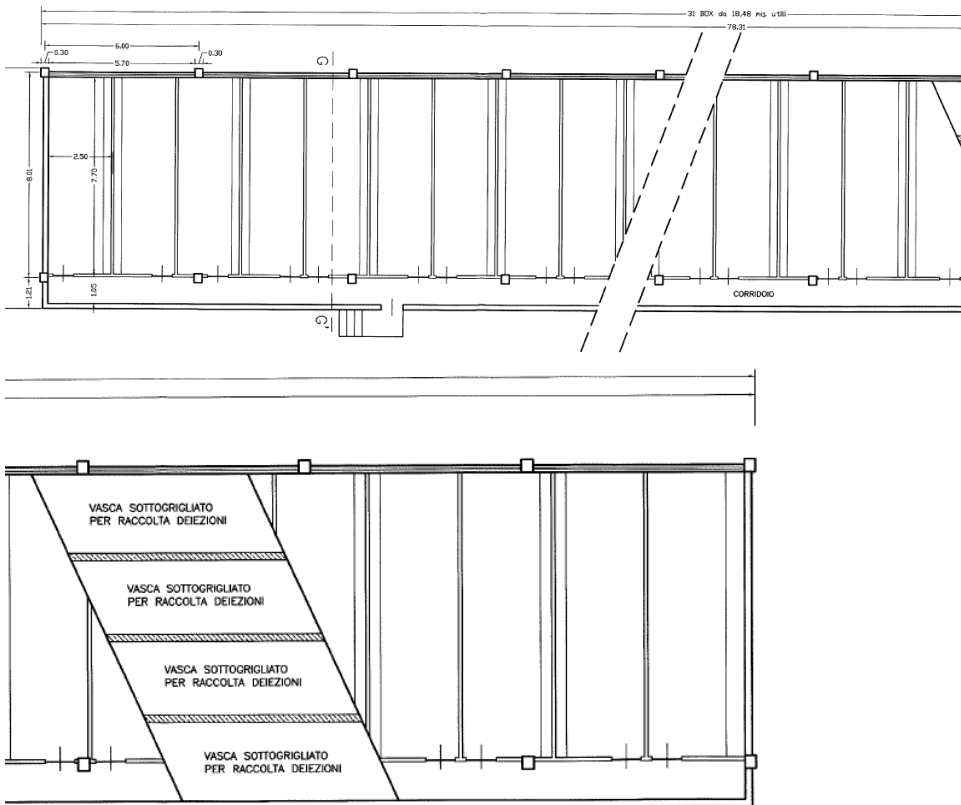 31 BOX da 18,48 mq. utili
78.31
6.00
0.30
0.30
5.70
G
2.50
7.70
8.01
1.21
1.05
CORRIDOIO
G'
VASCA SOTTOGRIGLIATO
PER RACCOLTA DEIEZIONI
VASCA SOTTOGRIGLIATO
PER RACCOLTA DEIEZIONI
VASCA SOTTOGRIGLIATO
PER RACCOLTA DEIEZIONI
VASCA SOTTOGRIGLIATO
PER RACCOLTA DEIEZIONI